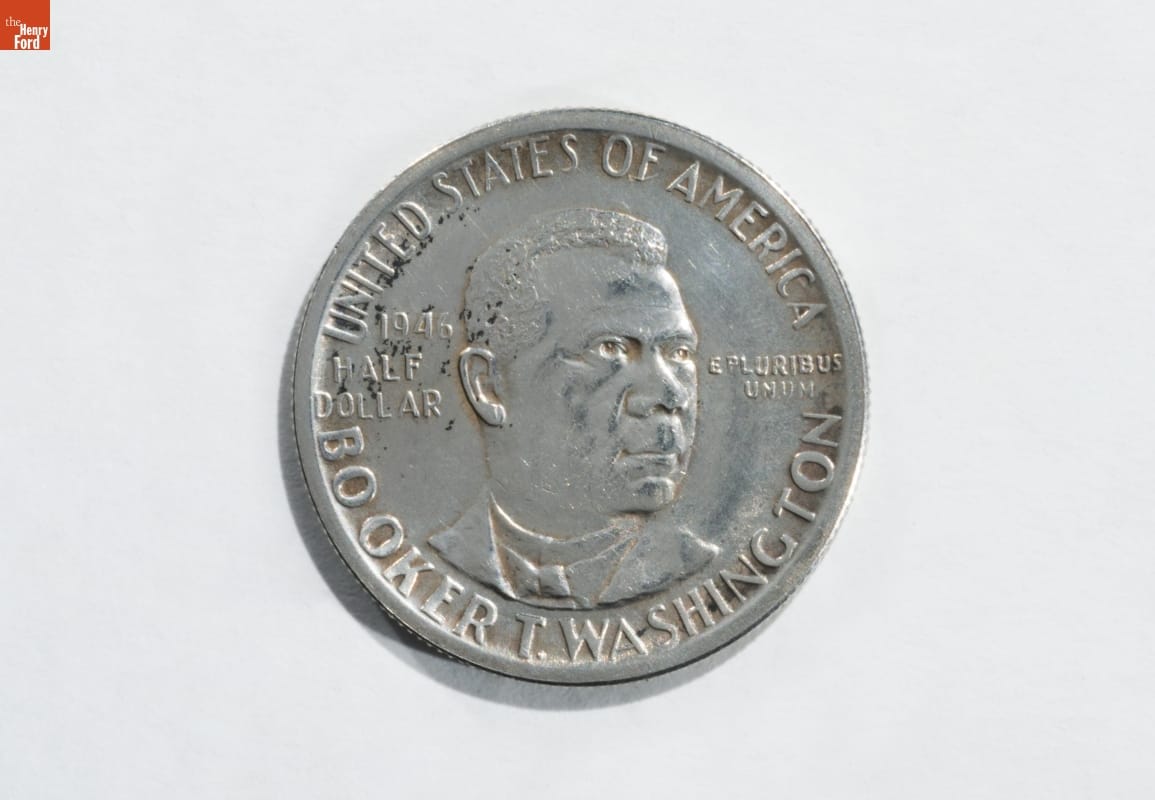 the
Henry
Ford
UNITED STATES OF AMERICA
1946
HALF
DOLLAR
E PLURIBUS
UNUM
BOOKER T. WASHINGTON